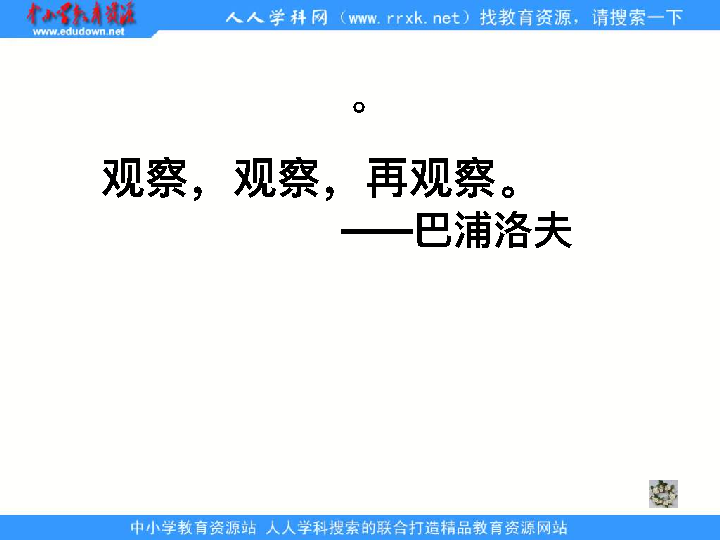 中小学教育资源
www.edudown.net
人人学科网（www.rrxk.net）找教育资源，请搜索一下
。
观察，观察，再观察。
——巴浦洛夫
中小学教育资源站 人人学科搜索的联合打造精品教育资源网站